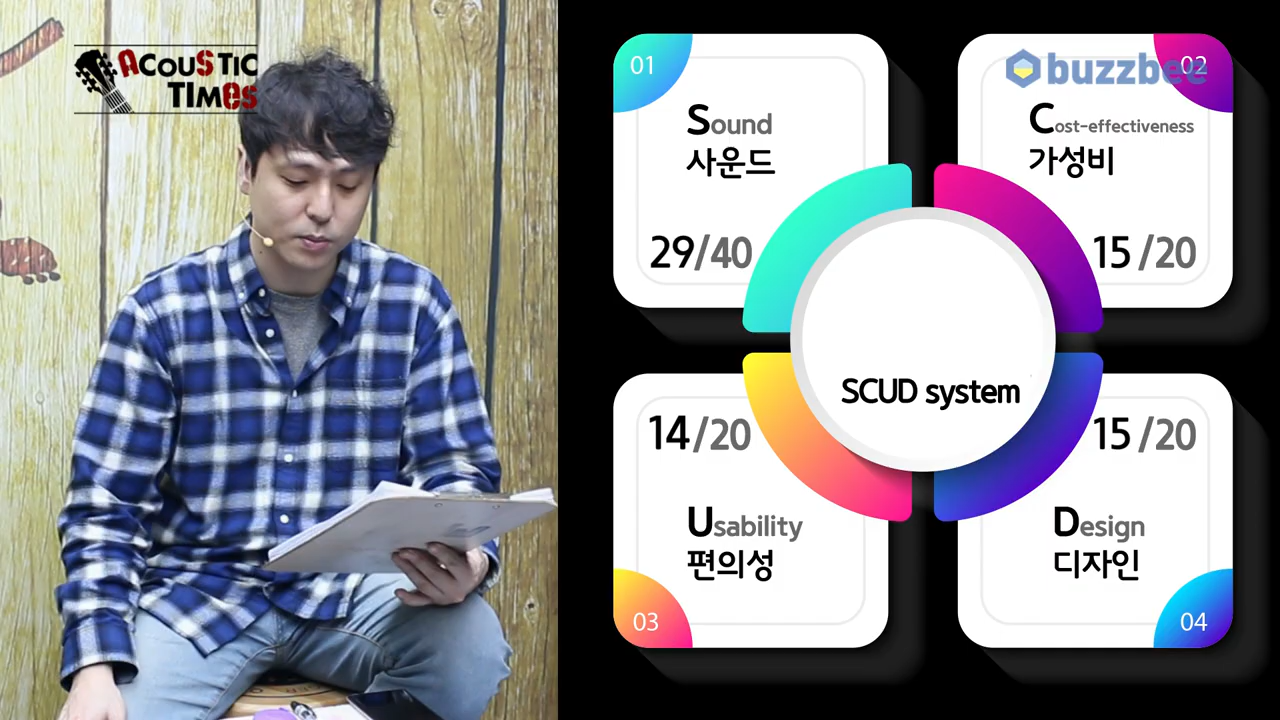 ACOUSTIC
TIMES
buzzbee
01
Sound
사운드
29/40
02
Cost-effectiveness
가성비
15/20
SCUD system
14/20
Usability
편의성
03
15/20
Design
디자인
04